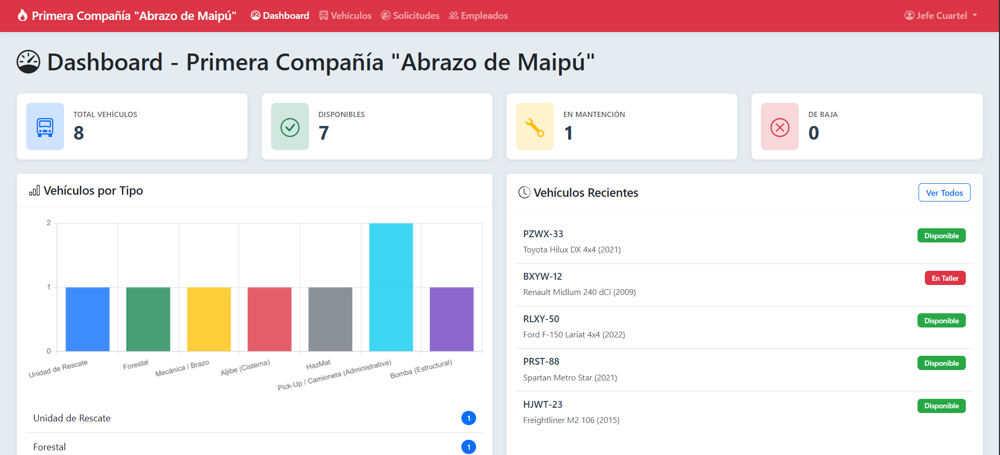 Primera Compañía "Abrazo de Maipú" Dashboard Vehículos Solicitudes Empleados Jefe Cuartel
Dashboard - Primera Compañía "Abrazo de Maipú"
TOTAL VEHÍCULOS
8
DISPONIBLES
7
EN MANTENCIÓN
1
DE BAJA
0
Vehículos por Tipo
2
1
0
Unidad de Rescate
Forestal
Mecánica / Brazo
Aljibe (Cisterna)
HazMat
Pick-Up / Camioneta (Administrativa)
Bomba (Estructural)
Unidad de Rescate 1
Forestal 1
Vehículos Recientes Ver Todos
PZWX-33 Disponible
Toyota Hilux DX 4x4 (2021)
BXYW-12 En Taller
Renault Midlum 240 dCi (2009)
RLXY-50 Disponible
Ford F-150 Lariat 4x4 (2022)
PRST-88 Disponible
Spartan Metro Star (2021)
HJWT-23 Disponible
Freightliner M2 106 (2015)